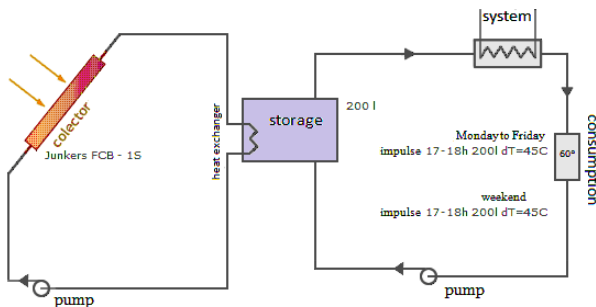 system
colector
Junkers FCB - 1S
heat exchanger
storage
200 l
Monday to Friday
impulse 17-18h 200l dT=45C
60°
consumption
weekend
impulse 17-18h 200l dT=45C
pump
pump